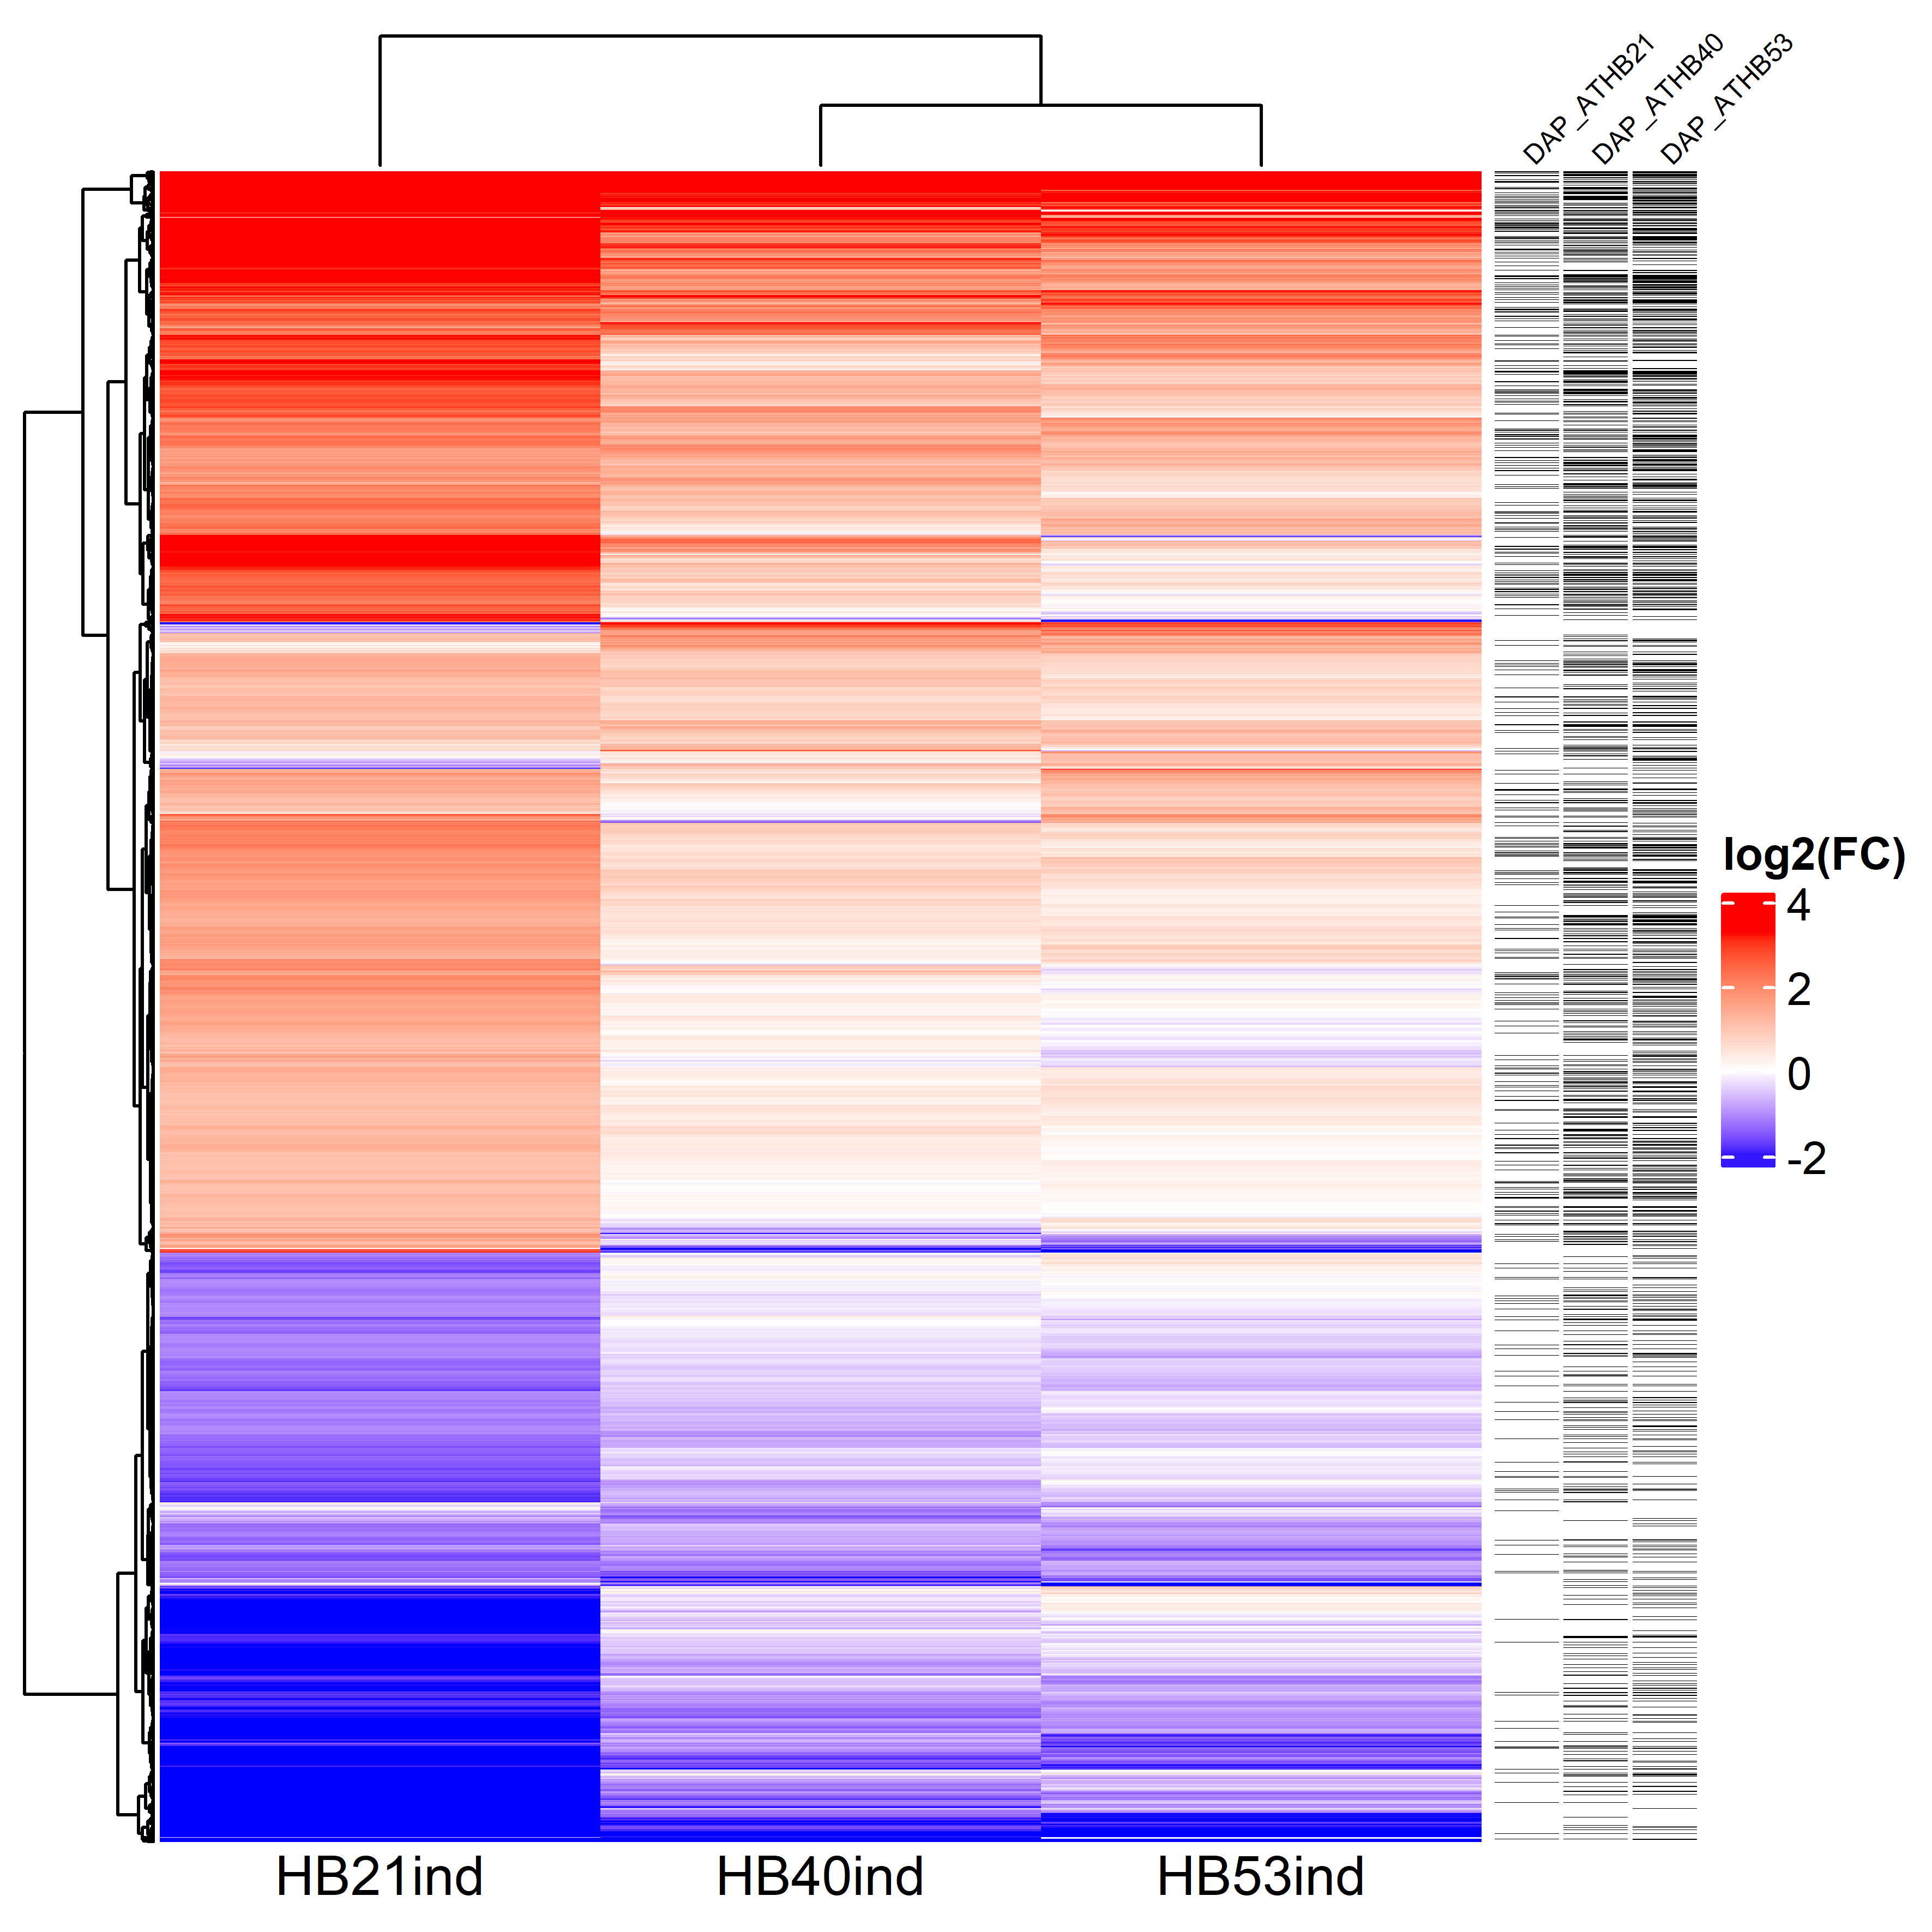 DAP_ATHB21
DAP_ATHB40
DAP_ATHB53
log2(FC)
4
2
0
-2
HB21ind
HB40ind
HB53ind